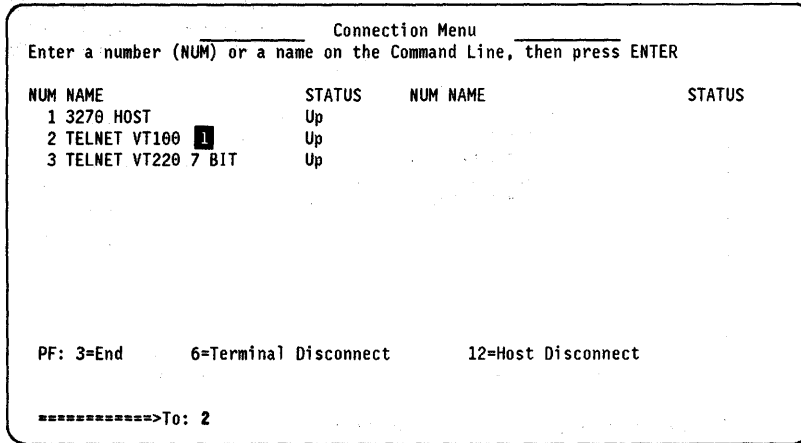 Connection Menu
Enter a number (NUM) or a name on the Command Line, then press ENTER
NUM NAME STATUS NUM NAME STATUS
1 3270 HOST Up
2 TELNET VT100 1 Up
3 TELNET VT220 7 BIT Up
PF: 3=End 6=Terminal Disconnect 12=Host Disconnect
============>To: 2